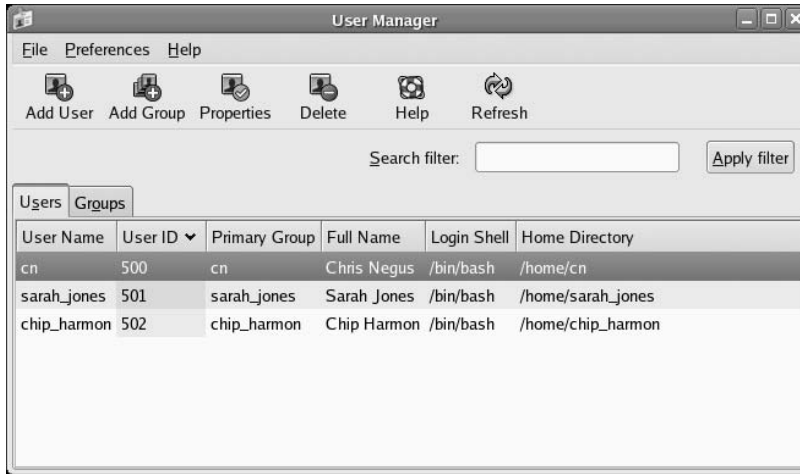 User Manager
File Preferences Help
Add User Add Group Properties Delete Help Refresh
Search filter: Apply filter
Users Groups
User Name User ID Primary Group Full Name Login Shell Home Directory
cn 500 cn Chris Negus /bin/bash /home/cn
sarah_jones 501 sarah_jones Sarah Jones /bin/bash /home/sarah_jones
chip_harmon 502 chip_harmon Chip Harmon /bin/bash /home/chip_harmon